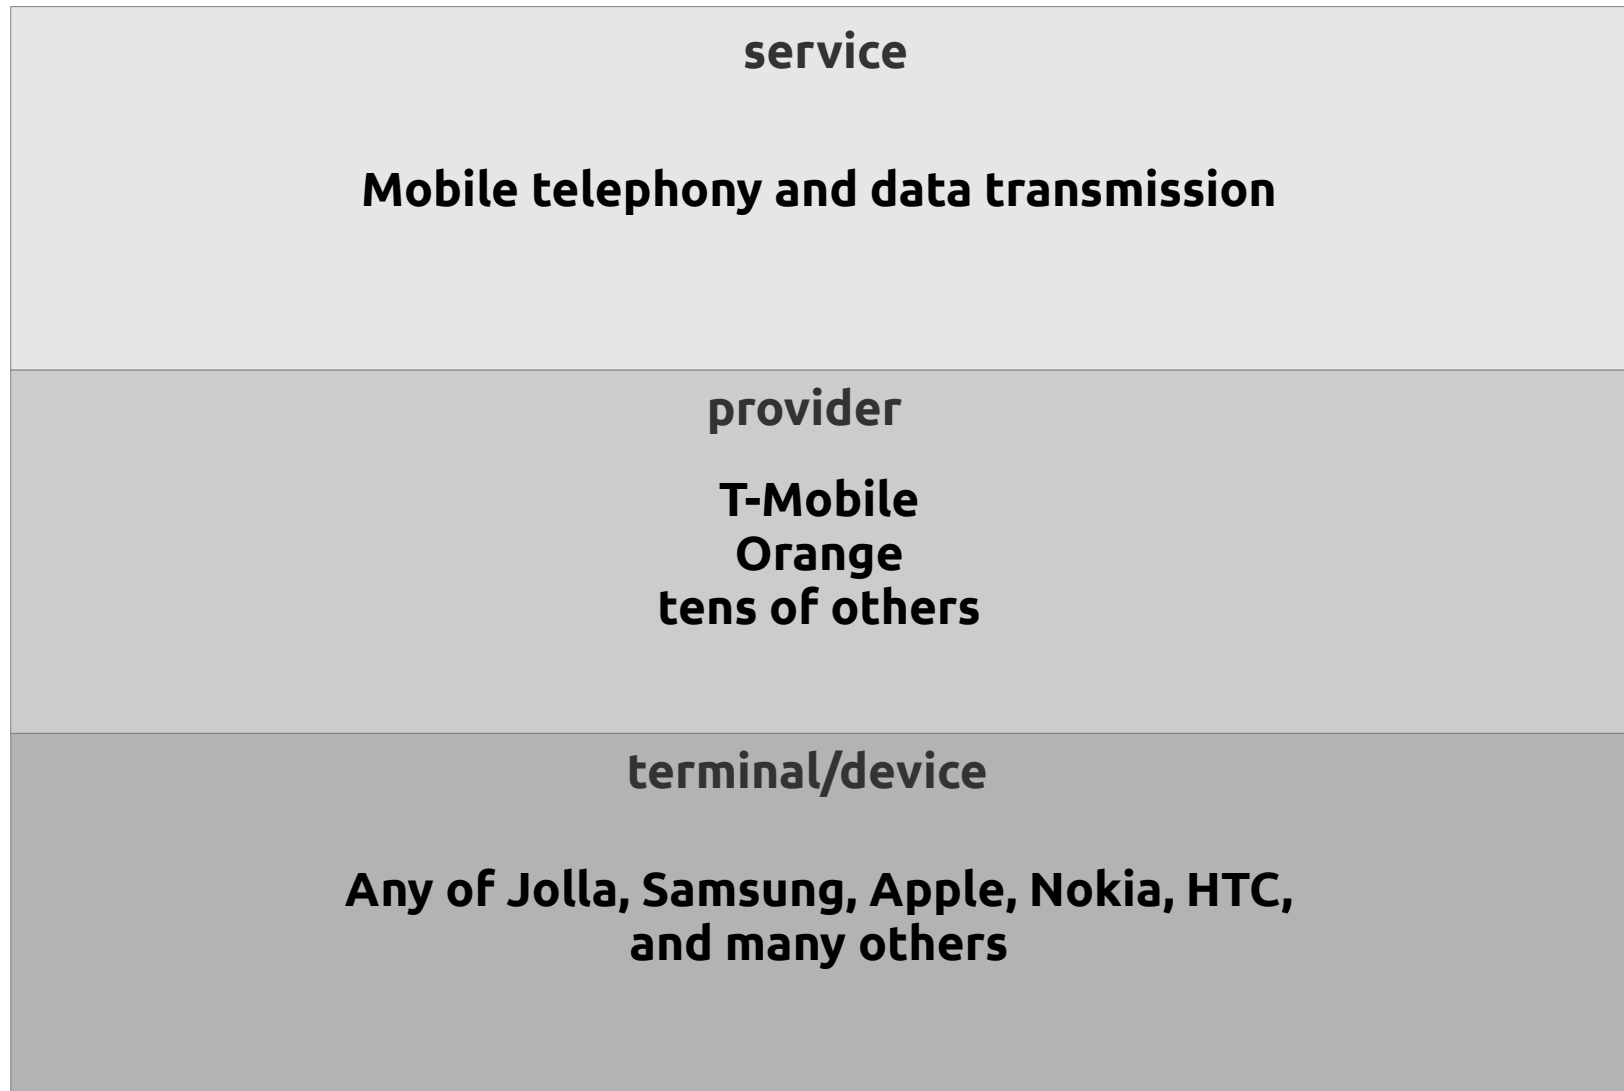 service
Mobile telephony and data transmission
provider
T-Mobile
Orange
tens of others
terminal/device
Any of Jolla, Samsung, Apple, Nokia, HTC,
and many others